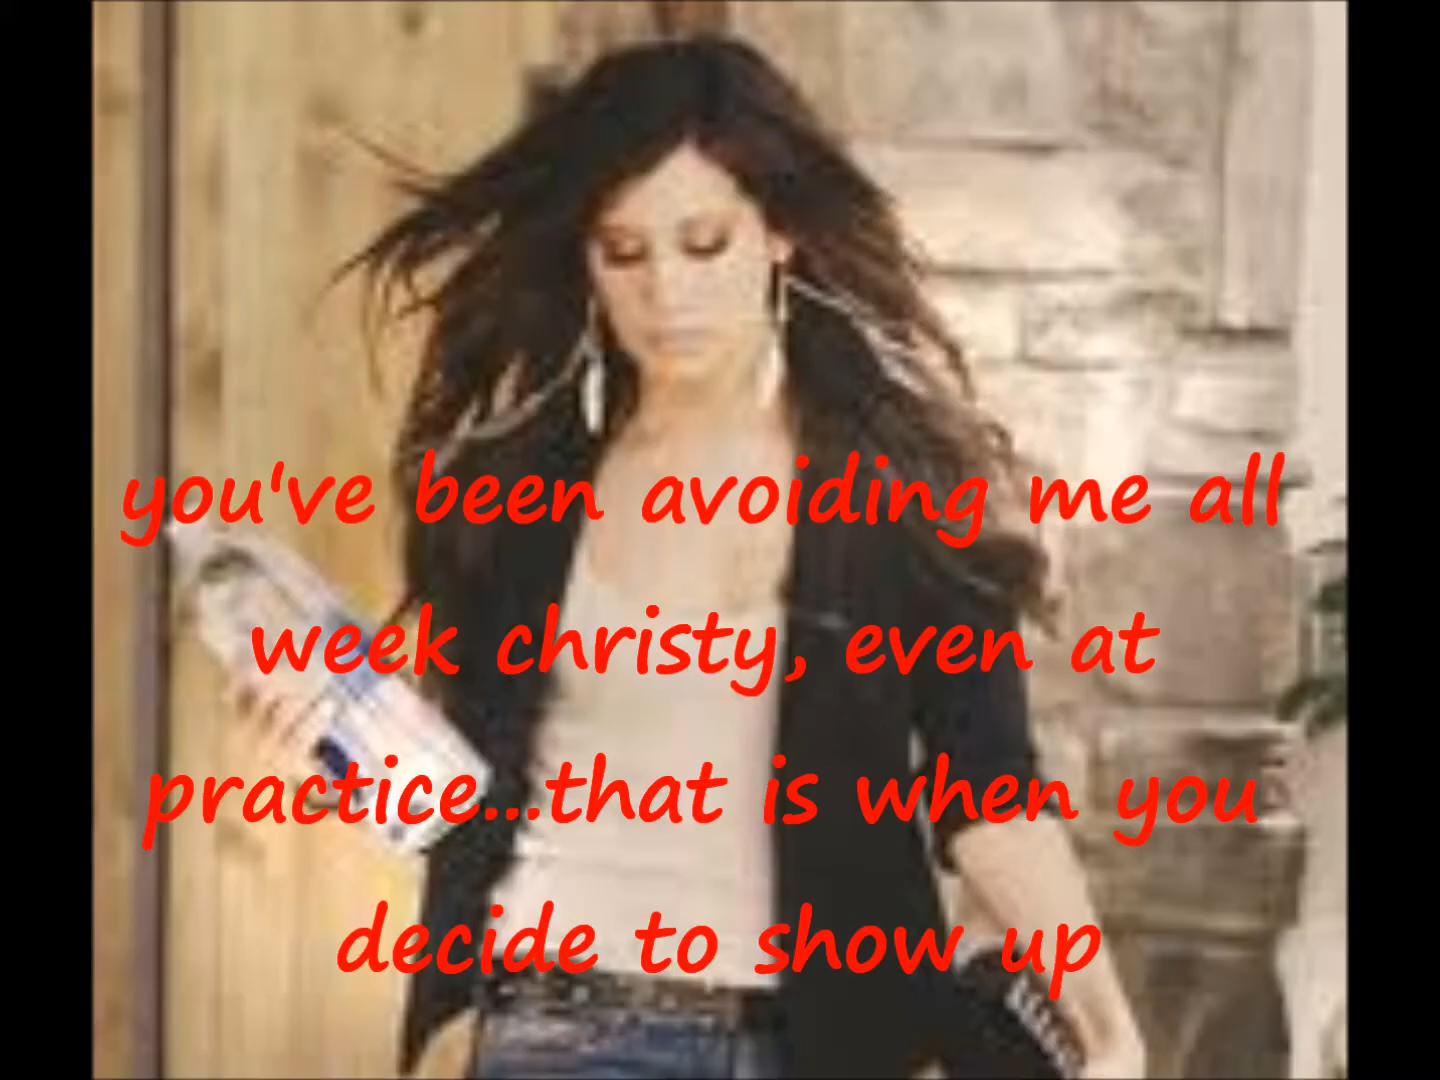 you've been avoiding me all
week christy, even at
practice...that is when you
decide to show up